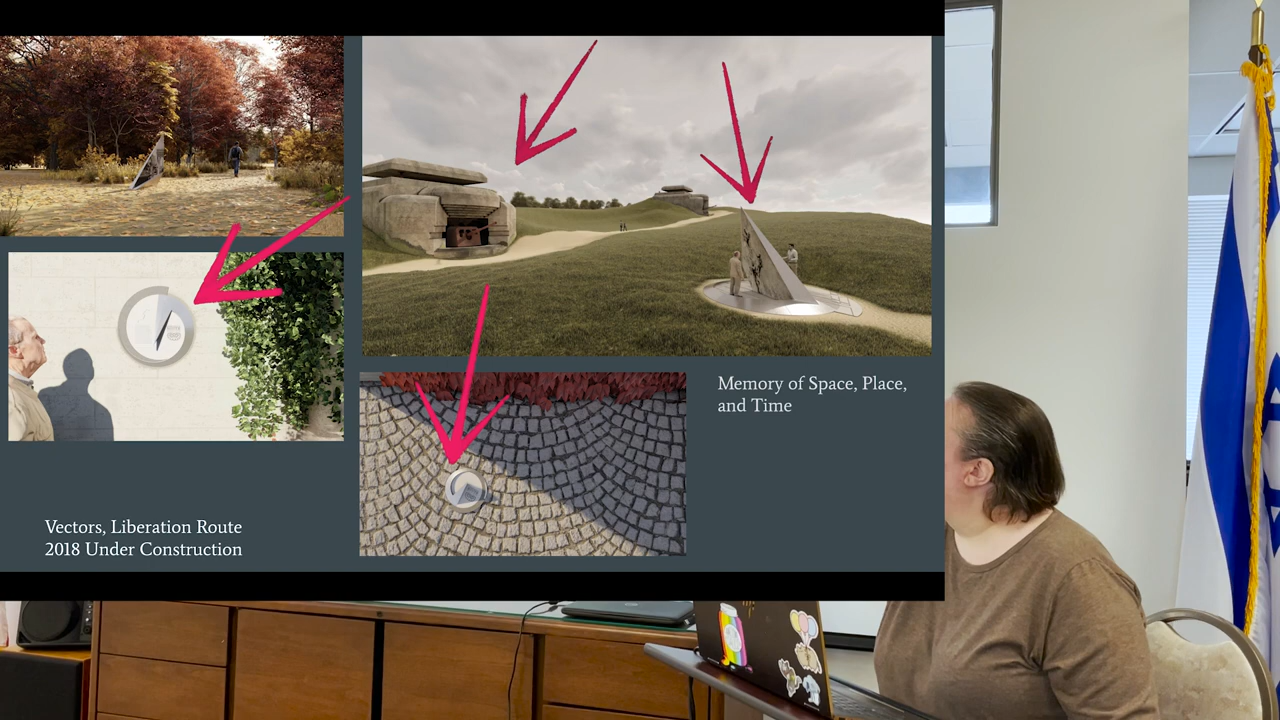 Memory of Space, Place,
and Time
Vectors, Liberation Route
2018 Under Construction